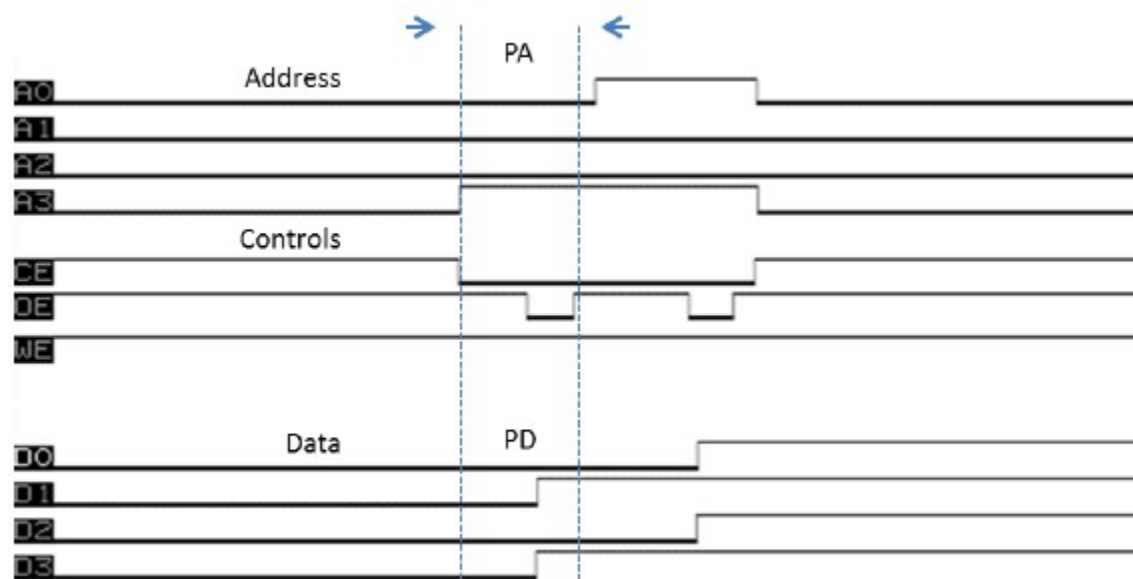 PA
A0 Address
A1
A2
A3
Controls
CE
OE
WE
D0 Data PD
D1
D2
D3